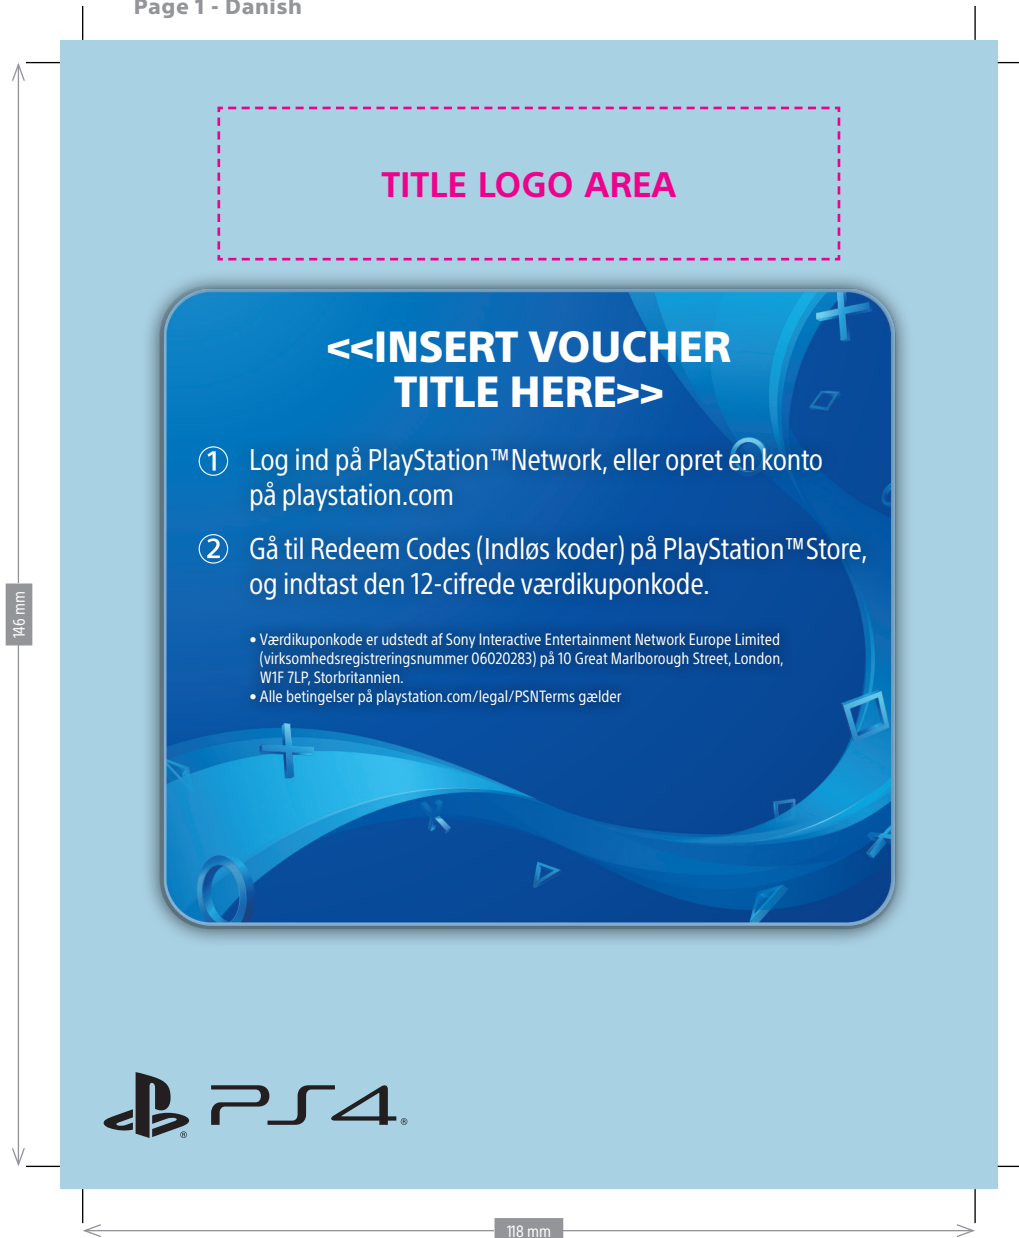 Page 1 - Danish
TITLE LOGO AREA
<<INSERT VOUCHER
TITLE HERE>>
1 Log ind på PlayStation™Network, eller opret en konto
på playstation.com
2 Gå til Redeem Codes (Indløs koder) på PlayStation™Store,
og indtast den 12-cifrede værdikuponkode.
• Værdikuponkode er udstedt af Sony Interactive Entertainment Network Europe Limited
(virksomhedsregistreringsnummer 06020283) på 10 Great Marlborough Street, London,
W1F 7LP, Storbritannien.
• Alle betingelser på playstation.com/legal/PSNTerms gælder
146 mm
® PS4®
118 mm